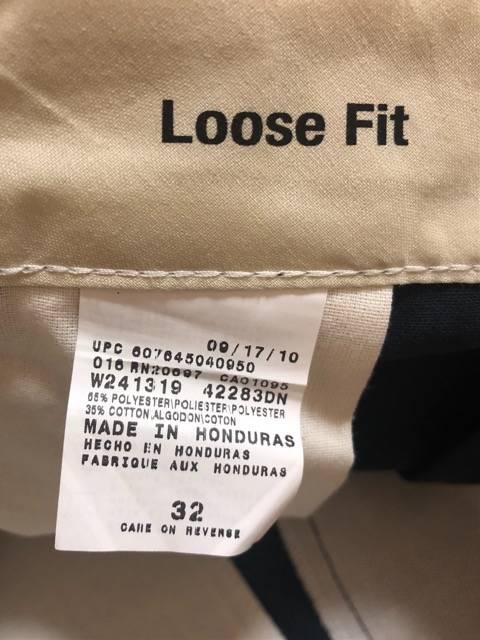 Loose Fit
09/17/10
UPC 607645040950
016 RN20697 CA01095
W241319 42283DN
65% POLYESTER\POLIESTER\POLYESTER
35% COTTON\ALGODON\COTON
MADE IN HONDURAS
HECHO EN HONDURAS
FABRIQUE AUX HONDURAS
32
CARE ON REVERSE